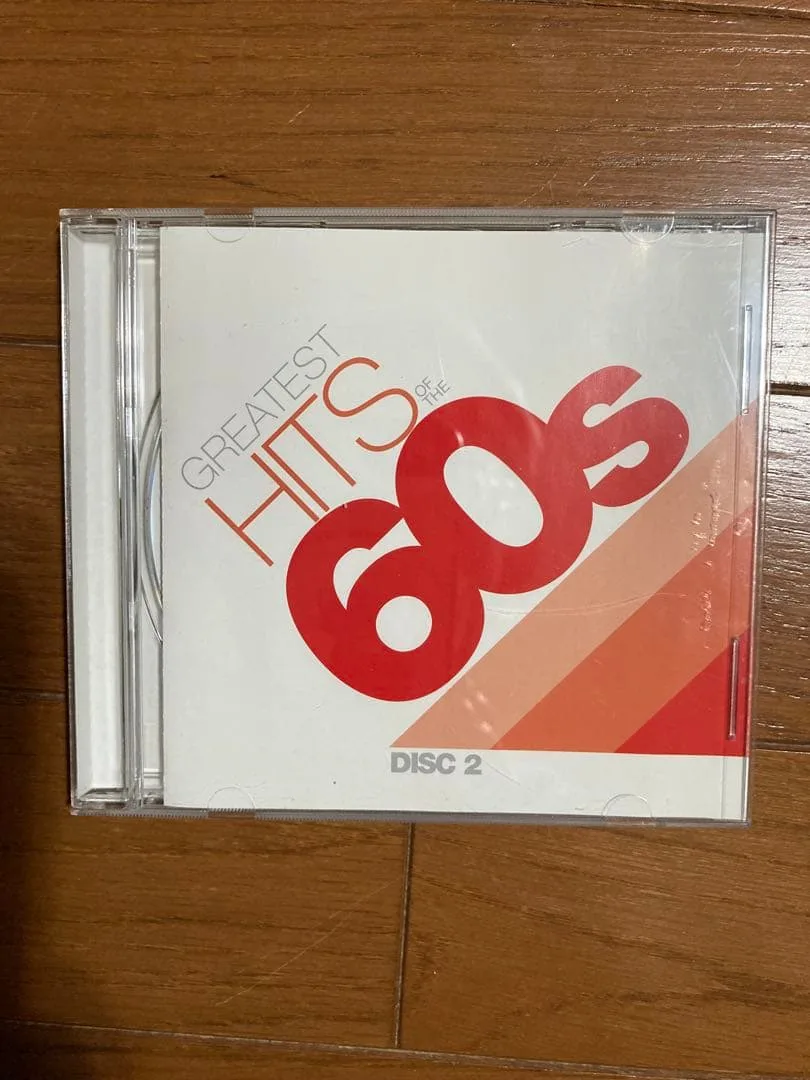 GREATEST
HITS
OF THE
60s
DISC 2